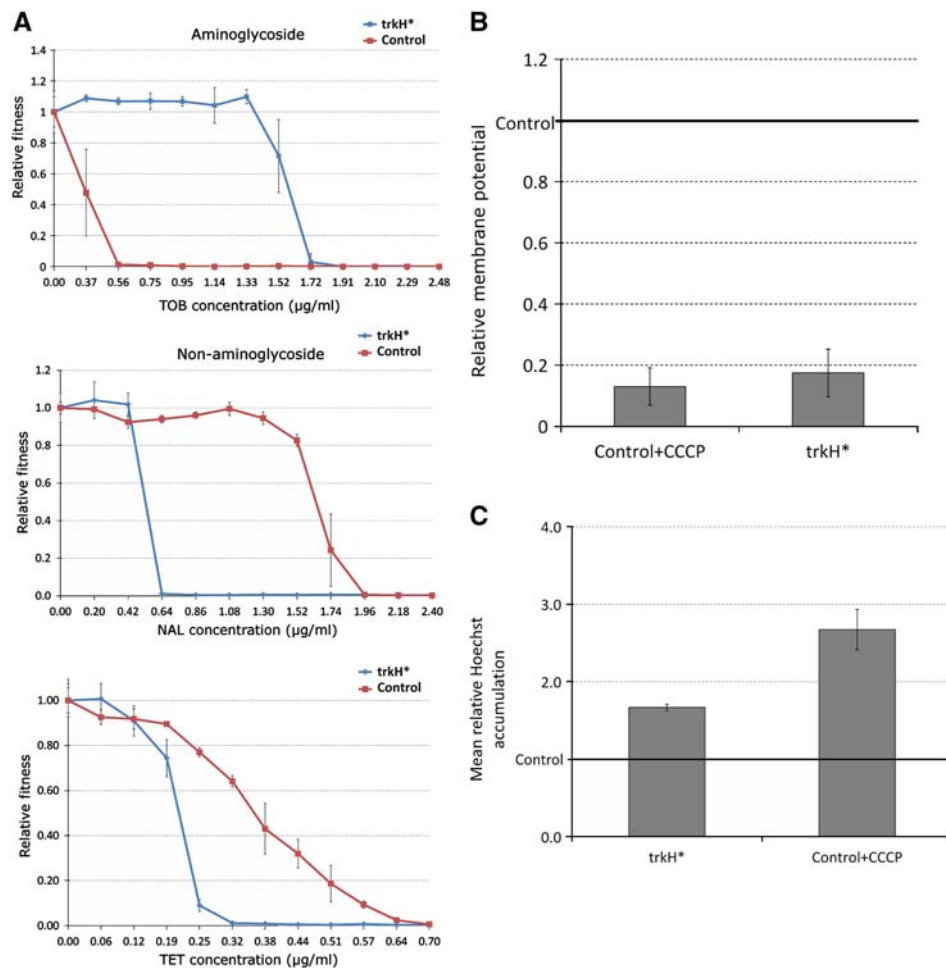 A
trkH*
Control
Aminoglycoside
1.4
1.2
1
0.8
0.6
0.4
0.2
0
Relative fitness
0.00 0.37 0.56 0.75 0.95 1.14 1.33 1.52 1.72 1.91 2.10 2.29 2.48
TOB concentration (µg/ml)
trkH*
Control
Non-aminoglycoside
1.2
1.0
0.8
0.6
0.4
0.2
0.0
Relative fitness
0.00 0.20 0.42 0.64 0.86 1.08 1.30 1.52 1.74 1.96 2.18 2.40
NAL concentration (µg/ml)
trkH*
Control
1.00
0.80
0.60
0.40
0.20
0.00
Relative fitness
0.00 0.06 0.12 0.19 0.25 0.32 0.38 0.44 0.51 0.57 0.64 0.70
TET concentration (µg/ml)
B
1.2
Control
0.8
0.6
0.4
0.2
0
Relative membrane potential
Control+CCCP trkH*
C
4.0
3.0
2.0
Control
0.0
Mean relative Hoechst
accumulation
trkH* Control+CCCP